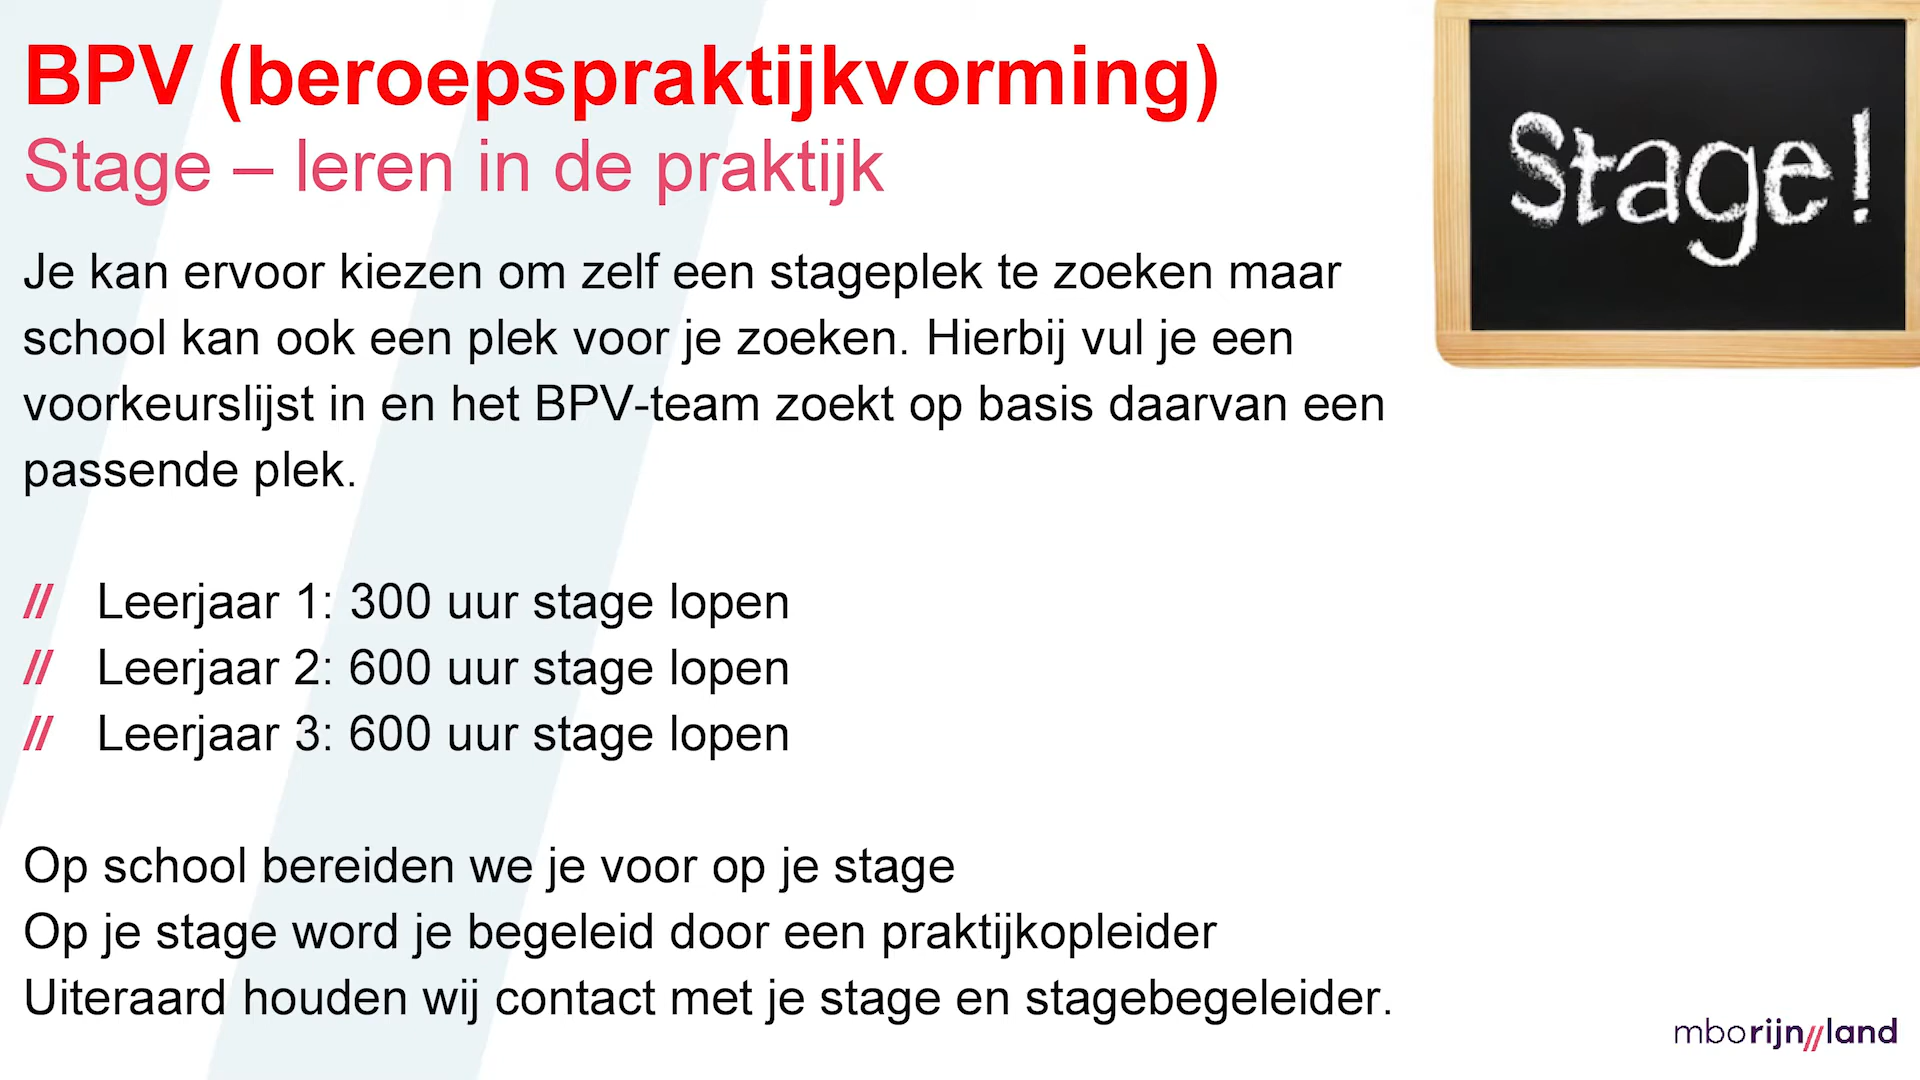 BPV (beroepspraktijkvorming)
Stage – leren in de praktijk
Stage!
Je kan ervoor kiezen om zelf een stageplek te zoeken maar
school kan ook een plek voor je zoeken. Hierbij vul je een
voorkeurslijst in en het BPV-team zoekt op basis daarvan een
passende plek.
// Leerjaar 1: 300 uur stage lopen
// Leerjaar 2: 600 uur stage lopen
// Leerjaar 3: 600 uur stage lopen
Op school bereiden we je voor op je stage
Op je stage word je begeleid door een praktijkopleider
Uiteraard houden wij contact met je stage en stagebegeleider.
mborijn//land